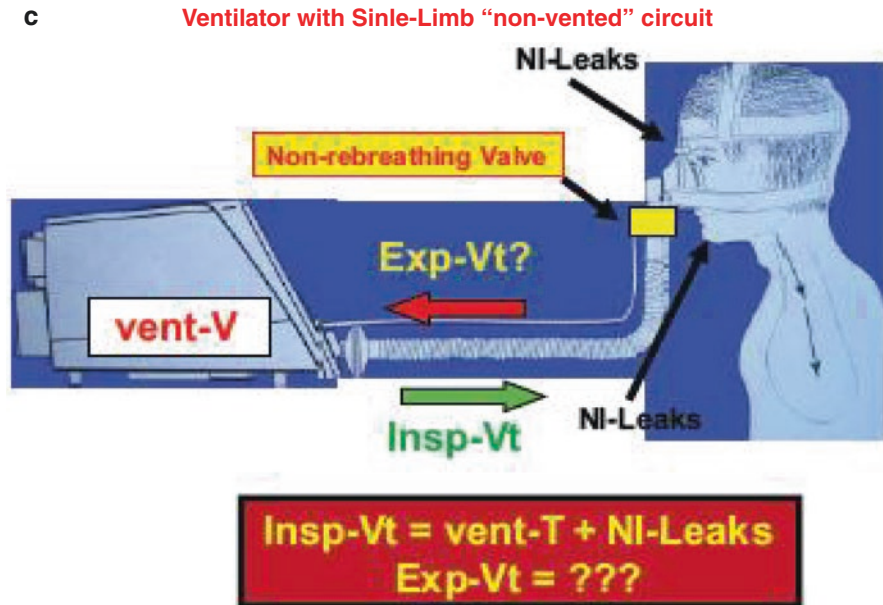 c
Ventilator with Sinle-Limb “non-vented” circuit
NI-Leaks
Non-rebreathing Valve
Exp-Vt?
vent-V
NI-Leaks
Insp-Vt
Insp-Vt = vent-T + NI-Leaks
Exp-Vt = ???